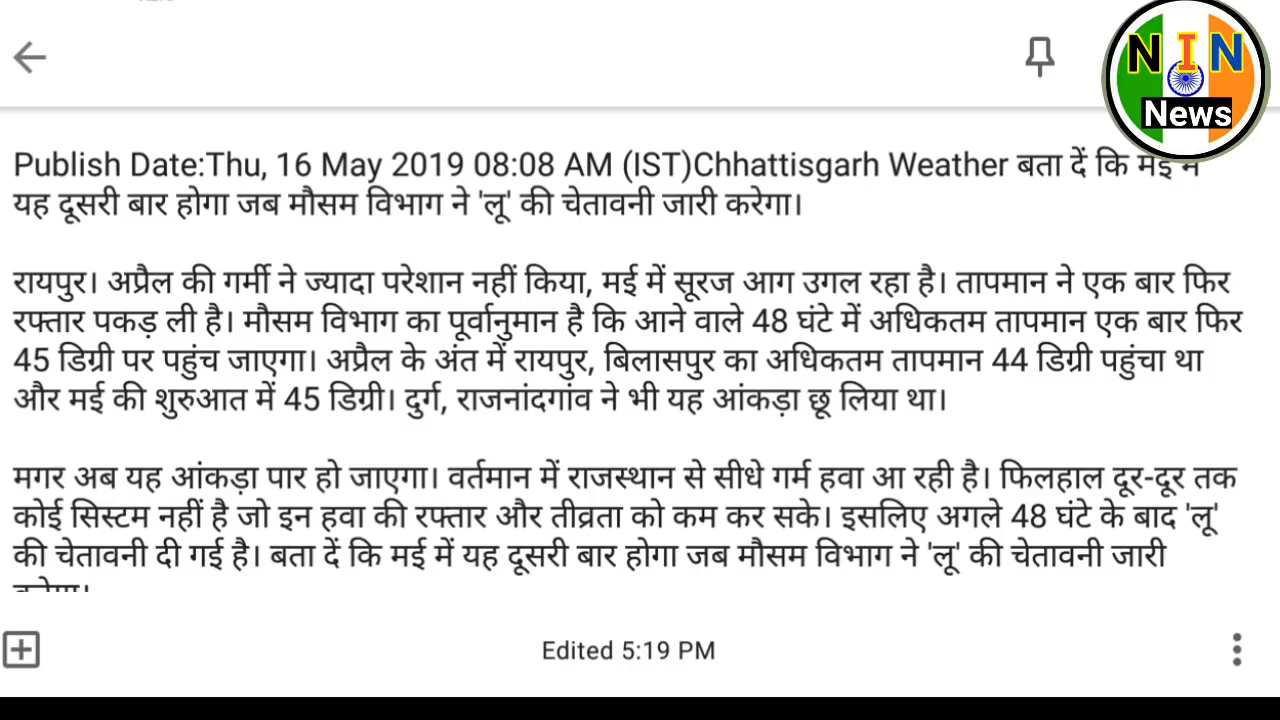 N I N
News
Publish Date:Thu, 16 May 2019 08:08 AM (IST)Chhattisgarh Weather बता दें कि मई में
यह दूसरी बार होगा जब मौसम विभाग ने 'लू' की चेतावनी जारी करेगा।
रायपुर। अप्रैल की गर्मी ने ज्यादा परेशान नहीं किया, मई में सूरज आग उगल रहा है। तापमान ने एक बार फिर
रफ्तार पकड़ ली है। मौसम विभाग का पूर्वानुमान है कि आने वाले 48 घंटे में अधिकतम तापमान एक बार फिर
45 डिग्री पर पहुंच जाएगा। अप्रैल के अंत में रायपुर, बिलासपुर का अधिकतम तापमान 44 डिग्री पहुंचा था
और मई की शुरुआत में 45 डिग्री। दुर्ग, राजनांदगांव ने भी यह आंकड़ा छू लिया था।
मगर अब यह आंकड़ा पार हो जाएगा। वर्तमान में राजस्थान से सीधे गर्म हवा आ रही है। फिलहाल दूर-दूर तक
कोई सिस्टम नहीं है जो इन हवा की रफ्तार और तीव्रता को कम कर सके। इसलिए अगले 48 घंटे के बाद 'लू'
की चेतावनी दी गई है। बता दें कि मई में यह दूसरी बार होगा जब मौसम विभाग ने 'लू' की चेतावनी जारी
Edited 5:19 PM